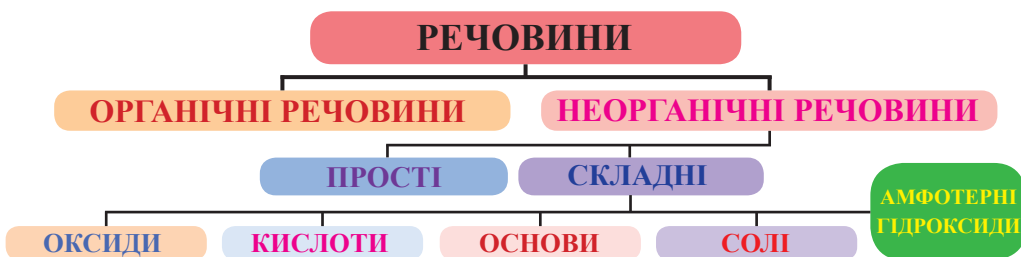 РЕЧОВИНИ
ОРГАНІЧНІ РЕЧОВИНИ
НЕОРГАНІЧНІ РЕЧОВИНИ
ПРОСТІ
СКЛАДНІ
АМФОТЕРНІ
ГІДРОКСИДИ
ОКСИДИ
КИСЛОТИ
ОСНОВИ
СОЛІ